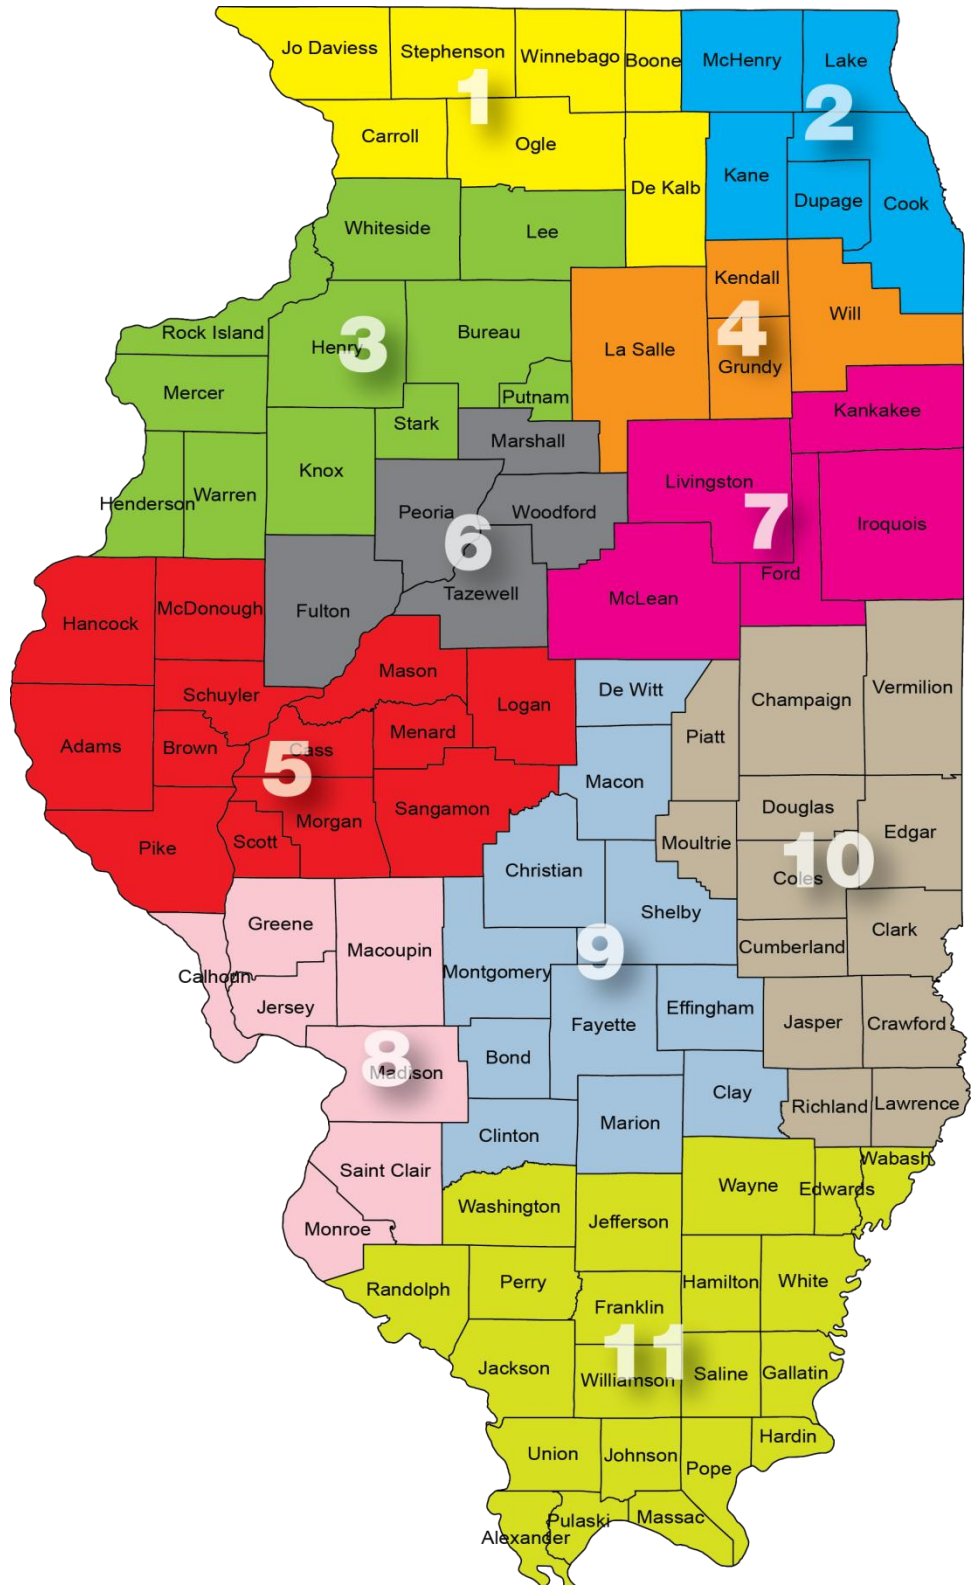 Jo Daviess
Stephenson
Winnebago
Boone
McHenry
Lake
1
2
Carroll
Ogle
De Kalb
Kane
Dupage
Cook
Whiteside
Lee
Kendall
Rock Island
Henry
3
Bureau
La Salle
4
Grundy
Will
Mercer
Putnam
Kankakee
Stark
Marshall
Knox
Henderson
Warren
Peoria
Woodford
6
Livingston
7
Iroquois
Ford
Tazewell
McLean
Fulton
Hancock
McDonough
Mason
Schuyler
Logan
De Witt
Champaign
Vermilion
Adams
Brown
Cass
Menard
Piatt
5
Macon
Pike
Scott
Morgan
Sangamon
Douglas
Moultrie
Edgar
10
Coles
Christian
Shelby
Greene
Macoupin
Clark
Cumberland
9
Calhoun
Montgomery
Jersey
Effingham
Fayette
Jasper
Crawford
8
Madison
Bond
Clay
Richland
Lawrence
Clinton
Marion
Saint Clair
Wabash
Wayne
Edwards
Washington
Jefferson
Monroe
Randolph
Perry
Hamilton
White
Franklin
11
Jackson
Williamson
Saline
Gallatin
Hardin
Union
Johnson
Pope
Pulaski
Massac
Alexander